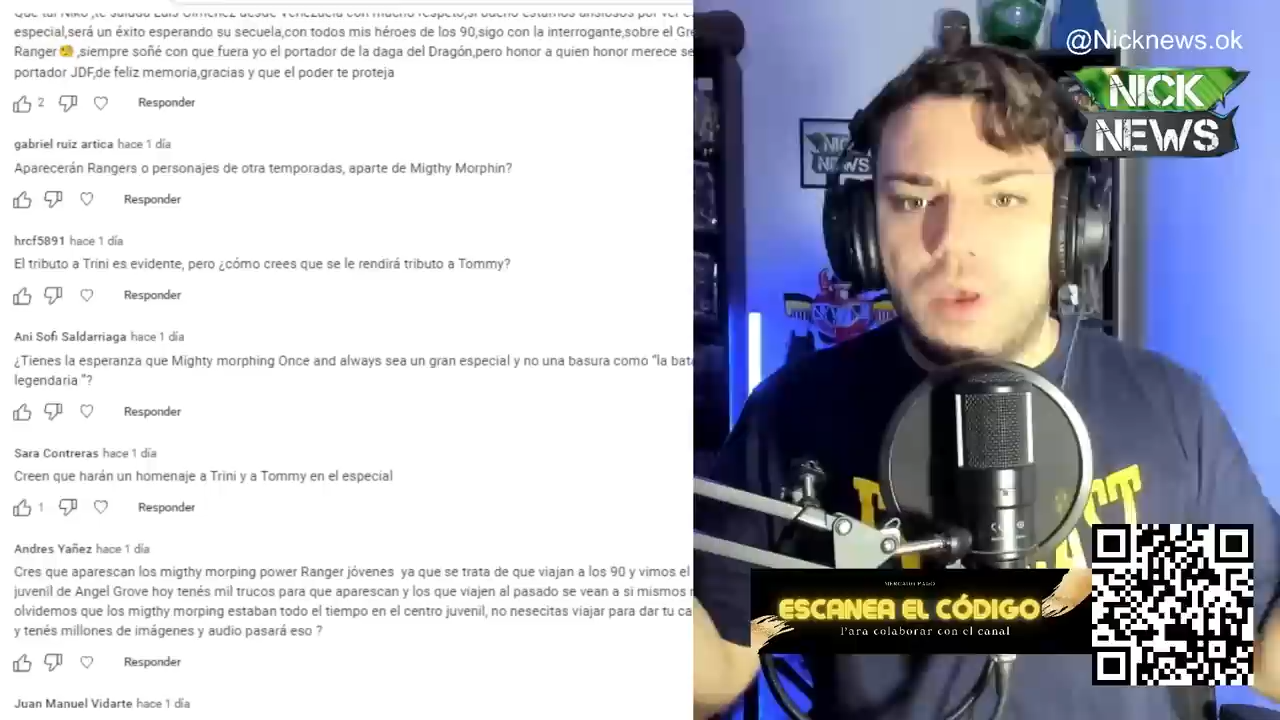 Que tal Niko ,te saluda Luis Giménez desde Venezuela con mucho respeto,si bueno estamos ansiosos por ver es
especial,será un éxito esperando su secuela,con todos mis héroes de los 90,sigo con la interrogante,sobre el Gre
Ranger🧐 ,siempre soñé con que fuera yo el portador de la daga del Dragón,pero honor a quien honor merece se
portador JDF,de feliz memoria,gracias y que el poder te proteja
2 Responder
gabriel ruiz artica hace 1 día
Aparecerán Rangers o personajes de otra temporadas, aparte de Migthy Morphin?
Responder
hrcf5891 hace 1 día
El tributo a Trini es evidente, pero ¿cómo crees que se le rendirá tributo a Tommy?
Responder
Ani Sofi Saldarriaga hace 1 día
¿Tienes la esperanza que Mighty morphing Once and always sea un gran especial y no una basura como “la bata
legendaria ”?
Responder
Sara Contreras hace 1 día
Creen que harán un homenaje a Trini y a Tommy en el especial
1 Responder
Andres Yañez hace 1 día
Cres que aparescan los migthy morping power Ranger jóvenes ya que se trata de que viajan a los 90 y vimos el
juvenil de Angel Grove hoy tenés mil trucos para que aparescan y los que viajen al pasado se vean a si mismos
olvidemos que los migthy morping estaban todo el tiempo en el centro juvenil, no nesecitas viajar para dar tu ca
y tenés millones de imágenes y audio pasará eso ?
Responder
Juan Manuel Vidarte hace 1 día
@Nicknews.ok
NICK
NEWS
NICK
NEWS
MERCADO PAGO
ESCANEA EL CÓDIGO
Para colaborar con el canal